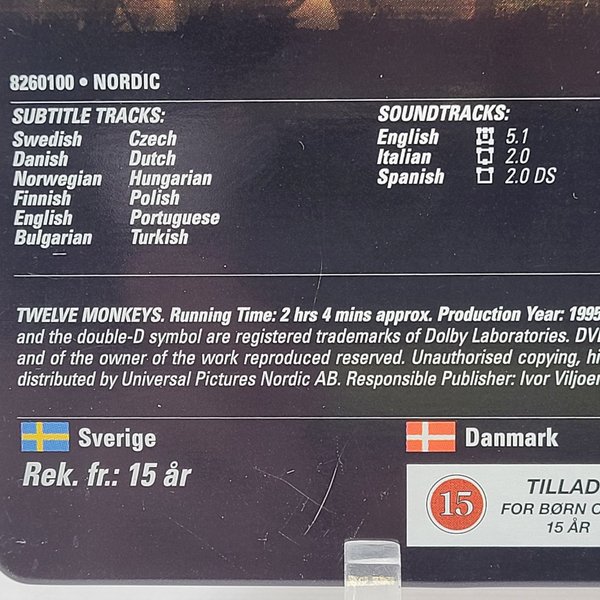 8260100 • NORDIC
SUBTITLE TRACKS:
Swedish Czech
Danish Dutch
Norwegian Hungarian
Finnish Polish
English Portuguese
Bulgarian Turkish
SOUNDTRACKS:
English 5.1
Italian 2.0
Spanish 2.0 DS
TWELVE MONKEYS. Running Time: 2 hrs 4 mins approx. Production Year: 1995
and the double-D symbol are registered trademarks of Dolby Laboratories. DV
and of the owner of the work reproduced reserved. Unauthorised copying, hi
distributed by Universal Pictures Nordic AB. Responsible Publisher: Ivor Viljoen
Sverige
Rek. fr.: 15 år
Danmark
15
TILLAD
FOR BØRN O
15 ÅR